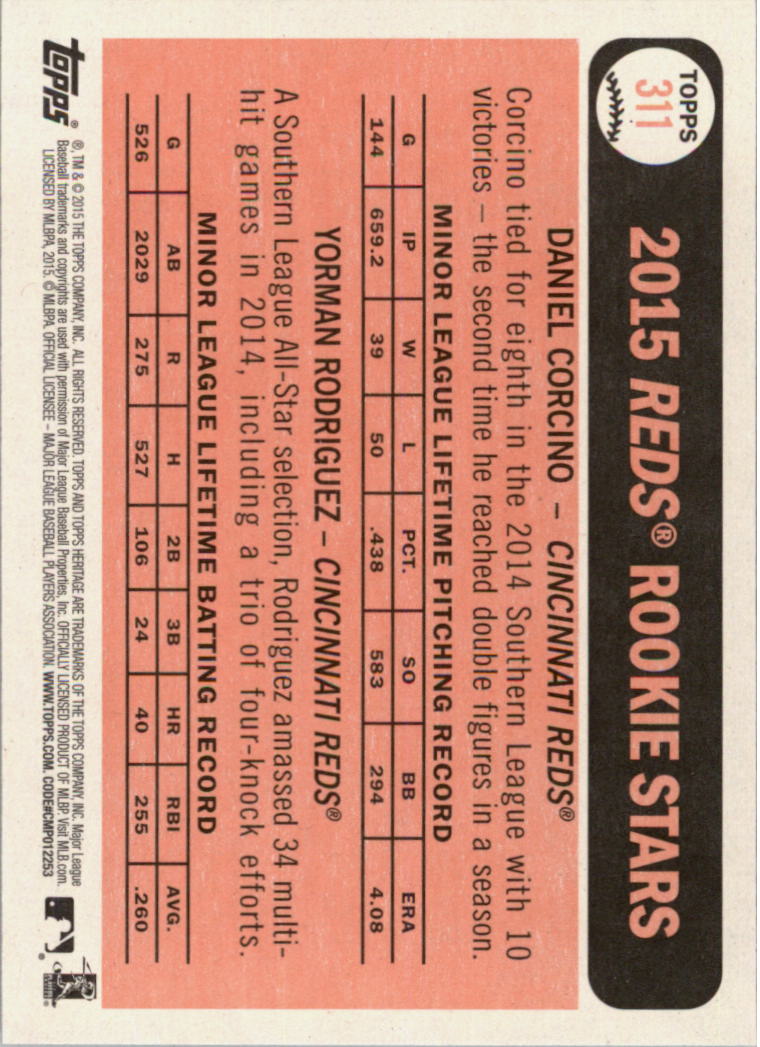 TOPPS
311
2015 REDS® ROOKIE STARS
DANIEL CORCINO – CINCINNATI REDS®
Corcino tied for eighth in the 2014 Southern League with 10
victories – the second time he reached double figures in a season.
MINOR LEAGUE LIFETIME PITCHING RECORD
G IP W L PCT. SO BB ERA
144 659.2 39 50 .438 583 294 4.08
YORMAN RODRIGUEZ – CINCINNATI REDS®
A Southern League All-Star selection, Rodriguez amassed 34 multi-
hit games in 2014, including a trio of four-knock efforts.
MINOR LEAGUE LIFETIME BATTING RECORD
G AB R H 2B 3B HR RBI AVG.
526 2029 275 527 106 24 40 255 .260
topps®
®, TM & © 2015 THE TOPPS COMPANY, INC. ALL RIGHTS RESERVED. TOPPS AND TOPPS HERITAGE ARE TRADEMARKS OF THE TOPPS COMPANY, INC. Major League
Baseball trademarks and copyrights are used with permission of Major League Baseball Properties, Inc. OFFICIALLY LICENSED PRODUCT OF MLBP. Visit MLB.com.
LICENSED BY MLBPA, 2015. © MLBPA. OFFICIAL LICENSEE – MAJOR LEAGUE BASEBALL PLAYERS ASSOCIATION. WWW.TOPPS.COM. CODE#CMP012253